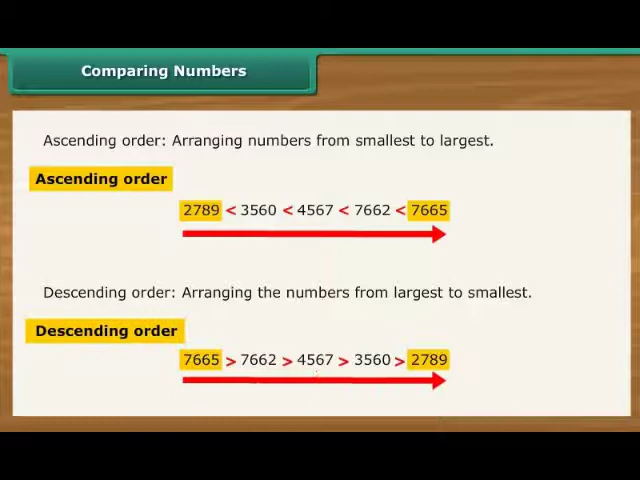 Comparing Numbers
Ascending order: Arranging numbers from smallest to largest.
Ascending order
2789 < 3560 < 4567 < 7662 < 7665
Descending order: Arranging the numbers from largest to smallest.
Descending order
7665 > 7662 > 4567 > 3560 > 2789